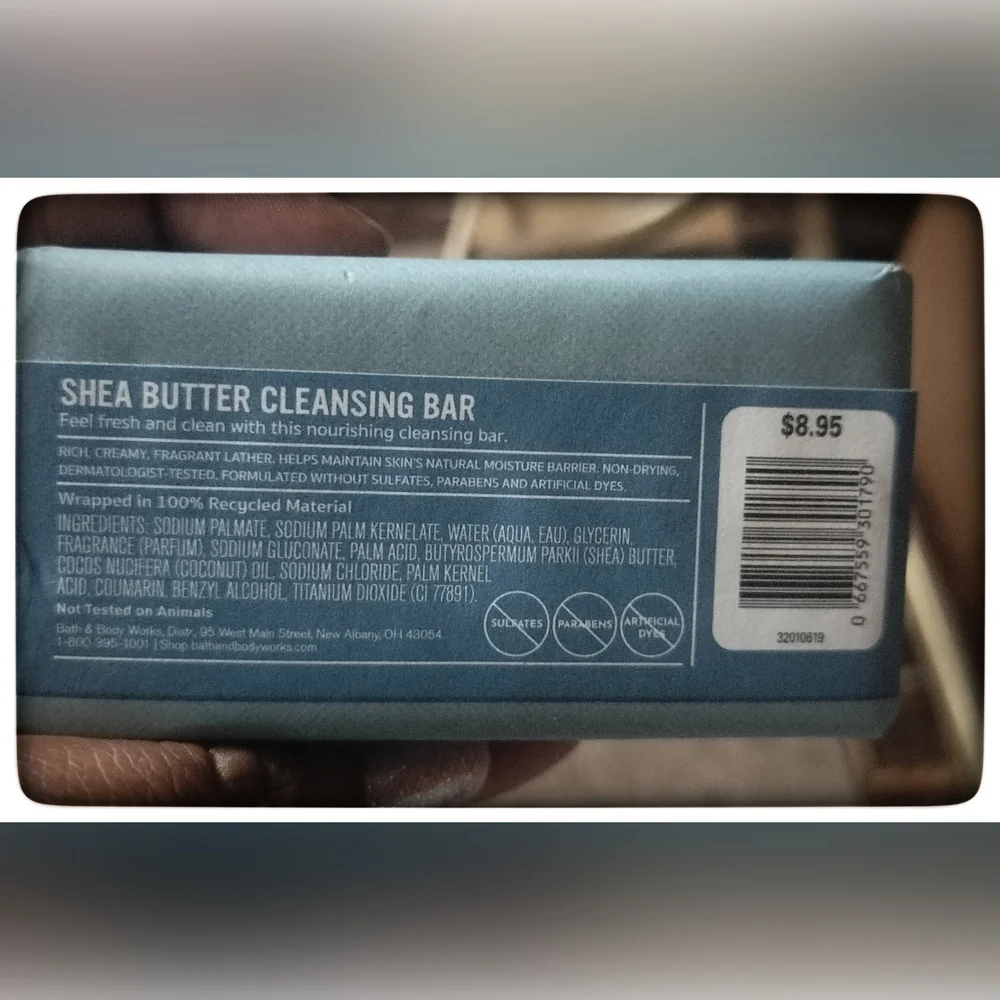 SHEA BUTTER CLEANSING BAR
Feel fresh and clean with this nourishing cleansing bar.
RICH, CREAMY, FRAGRANT LATHER. HELPS MAINTAIN SKIN'S NATURAL MOISTURE BARRIER. NON-DRYING,
DERMATOLOGIST-TESTED. FORMULATED WITHOUT SULFATES, PARABENS AND ARTIFICIAL DYES.
Wrapped in 100% Recycled Material
INGREDIENTS: SODIUM PALMATE, SODIUM PALM KERNELATE, WATER (AQUA, EAU), GLYCERIN,
FRAGRANCE (PARFUM), SODIUM GLUCONATE, PALM ACID, BUTYROSPERMUM PARKII (SHEA) BUTTER,
COCOS NUCIFERA (COCONUT) OIL, SODIUM CHLORIDE, PALM KERNEL
ACID, COUMARIN, BENZYL ALCOHOL, TITANIUM DIOXIDE (CI 77891).
Not Tested on Animals
Bath & Body Works, Distr., 95 West Main Street, New Albany, OH 43054
1-800-395-1001 | Shop bathandbodyworks.com
SULFATES
PARABENS
ARTIFICIAL
DYES
$8.95
0 667559 301790
32010619